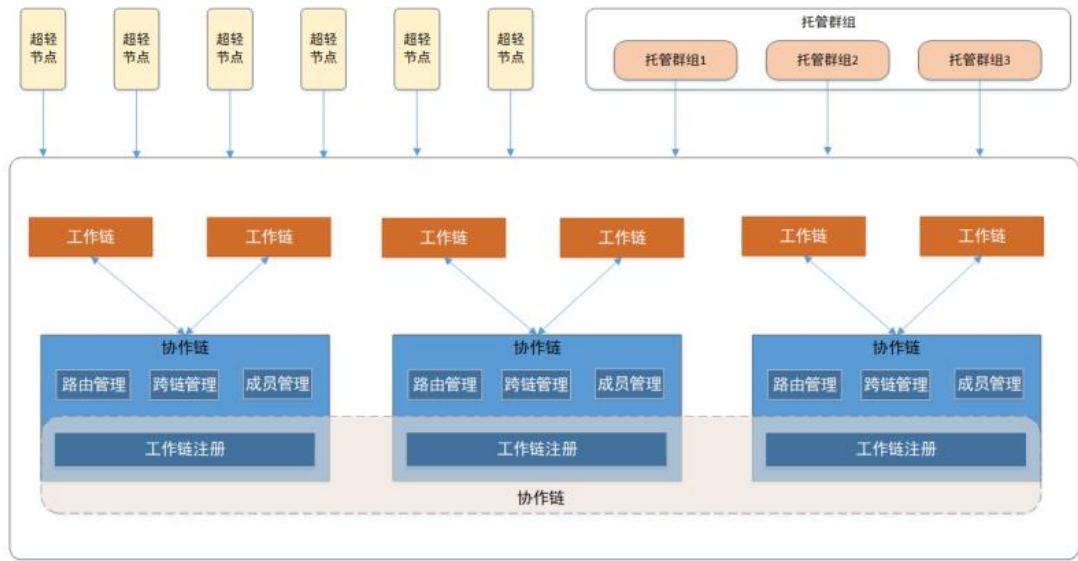 超轻
节点
超轻
节点
超轻
节点
超轻
节点
超轻
节点
超轻
节点
托管群组
托管群组1
托管群组2
托管群组3
工作链
工作链
工作链
工作链
工作链
工作链
协作链
路由管理
跨链管理
成员管理
工作链注册
协作链
路由管理
跨链管理
成员管理
工作链注册
协作链
路由管理
跨链管理
成员管理
工作链注册
协作链